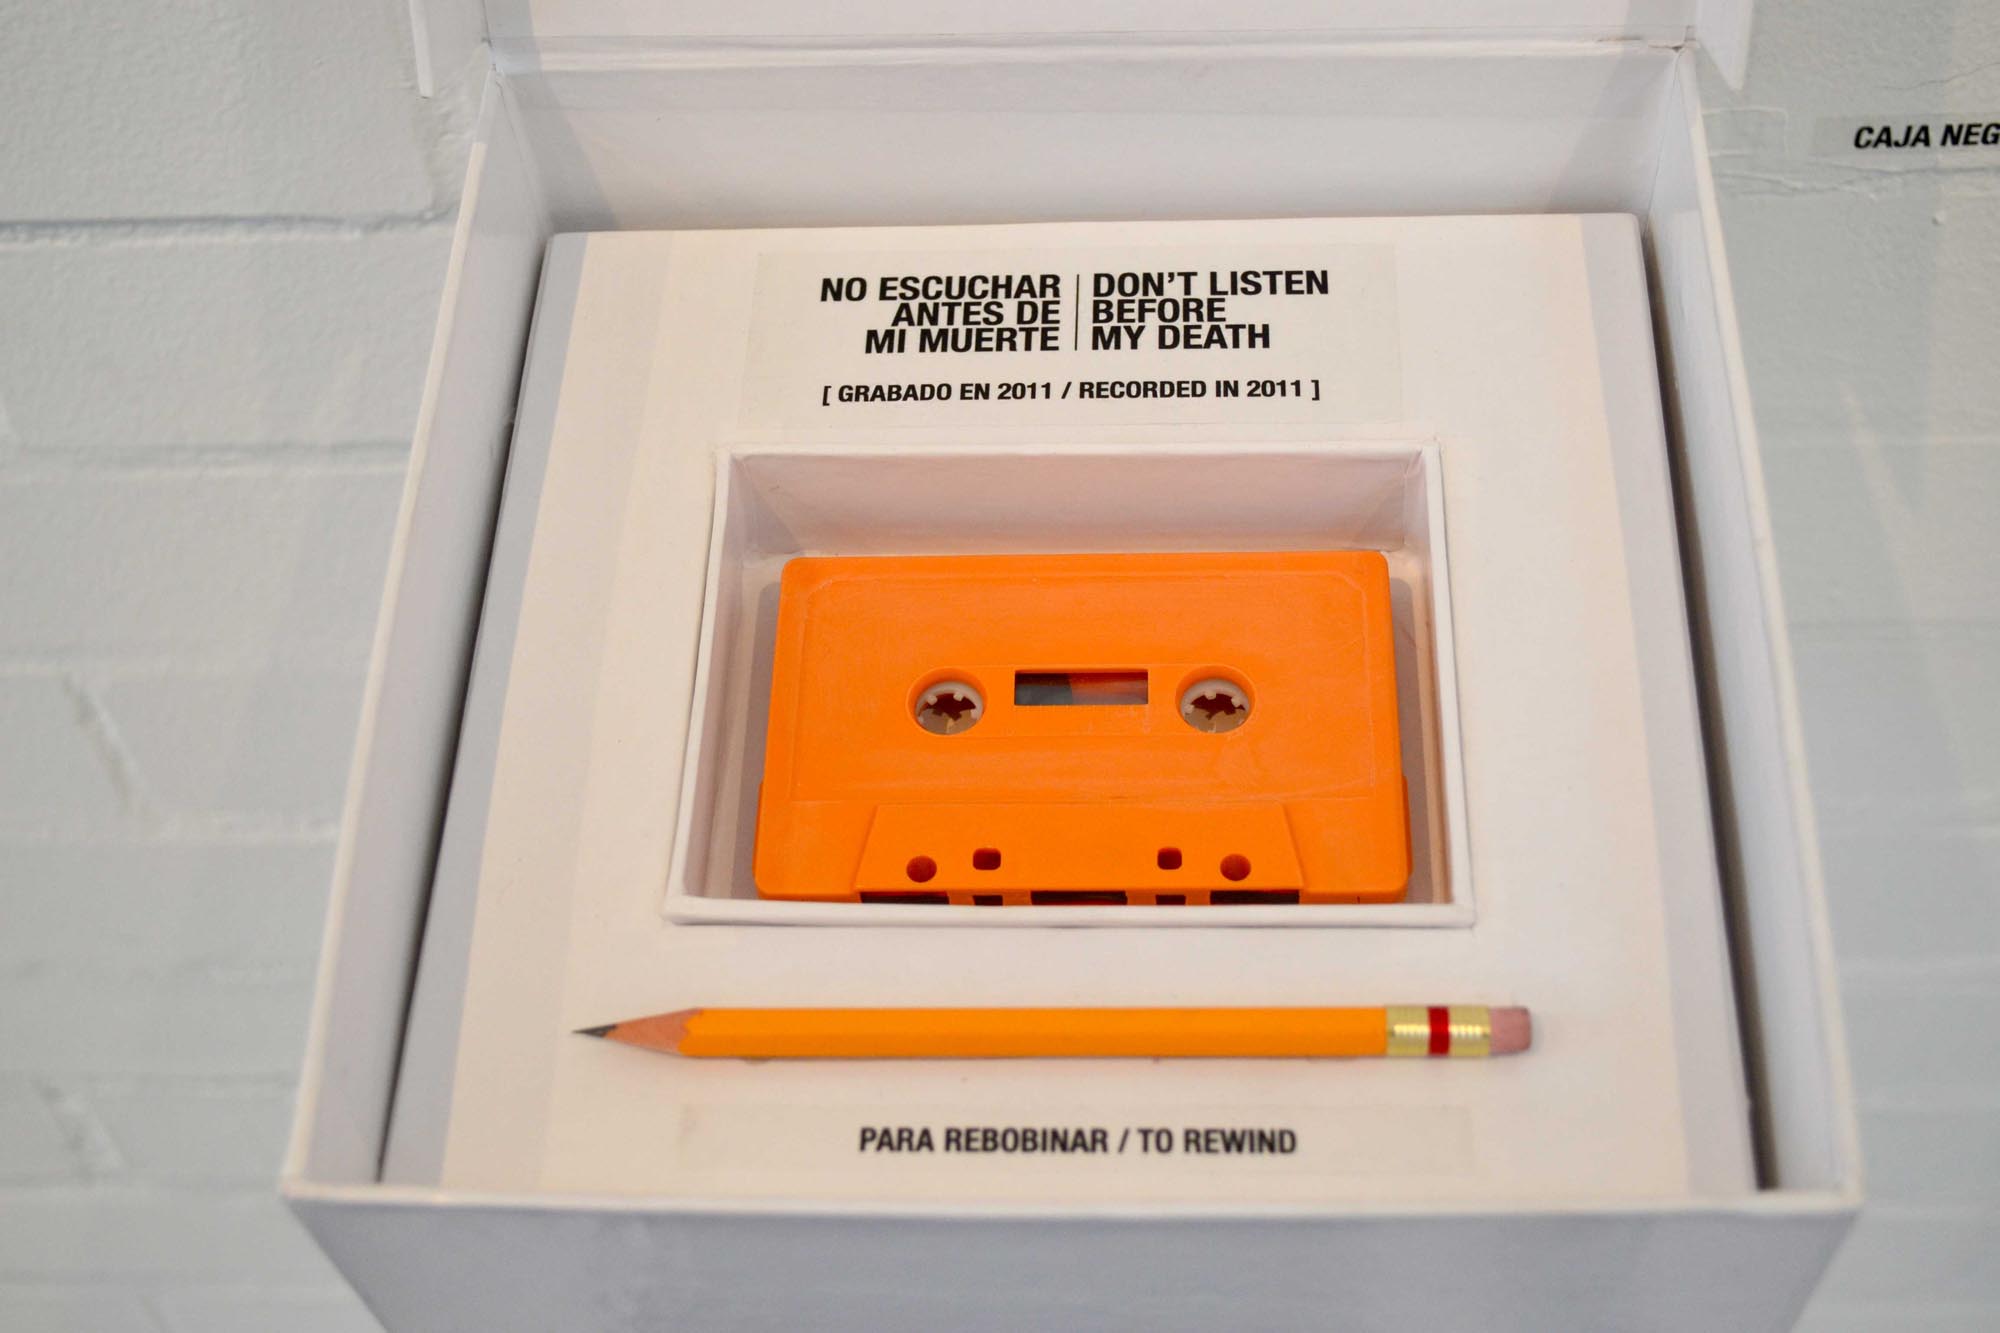 CAJA NEG
NO ESCUCHAR
ANTES DE
MI MUERTE
DON'T LISTEN
BEFORE
MY DEATH
[ GRABADO EN 2011 / RECORDED IN 2011 ]
PARA REBOBINAR / TO REWIND